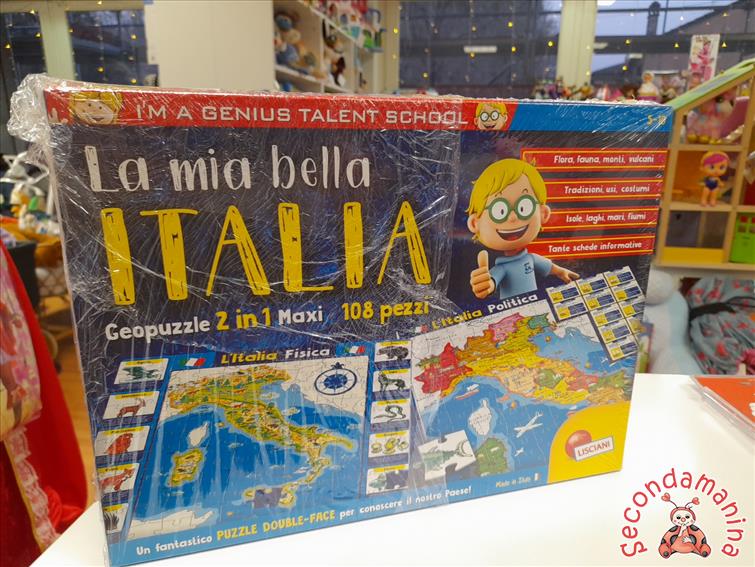 I'M A GENIUS TALENT SCHOOL
La mia bella
ITALIA
Geopuzzle 2 in 1 Maxi 108 pezzi
Flora, fauna, monti, vulcani
Tradizioni, usi, costumi
Isole, laghi, mari, fiumi
Tante schede informative
L'Italia Fisica
L'Italia Politica
LISCIANI
Made in Italy
Un fantastico PUZZLE DOUBLE-FACE per conoscere il nostro Paese!
Secondamanina